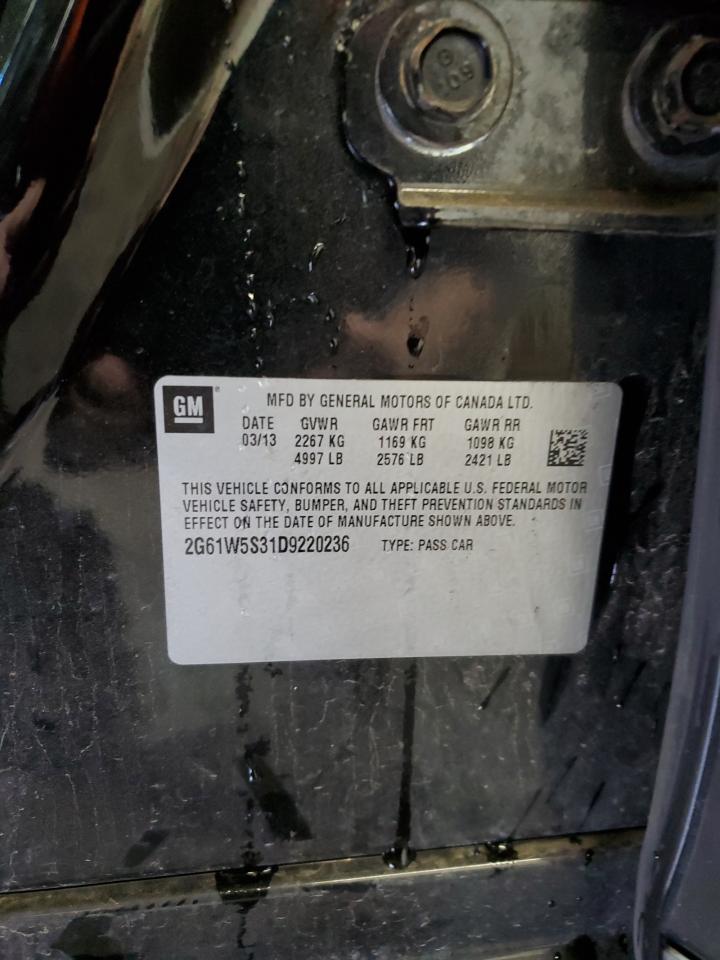 G
109
GM
MFD BY GENERAL MOTORS OF CANADA LTD.
DATE GVWR GAWR FRT GAWR RR
03/13 2267 KG 1169 KG 1098 KG
4997 LB 2576 LB 2421 LB
THIS VEHICLE CONFORMS TO ALL APPLICABLE U.S. FEDERAL MOTOR
VEHICLE SAFETY, BUMPER, AND THEFT PREVENTION STANDARDS IN
EFFECT ON THE DATE OF MANUFACTURE SHOWN ABOVE.
2G61W5S31D9220236 TYPE: PASS CAR